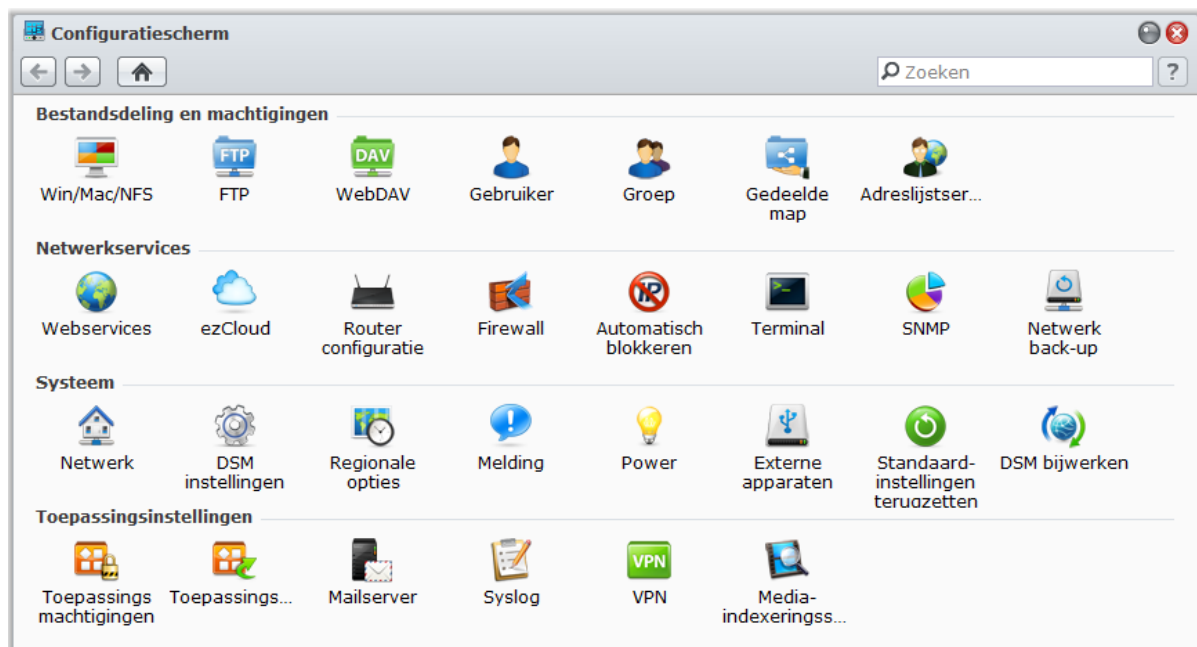 Configuratiescherm
Zoeken
?
Bestandsdeling en machtigingen
FTP
DAV
Win/Mac/NFS
FTP
WebDAV
Gebruiker
Groep
Gedeelde
map
Adreslijstser...
Netwerkservices
IP
Webservices
ezCloud
Router
configuratie
Firewall
Automatisch
blokkeren
Terminal
SNMP
Netwerk
back-up
Systeem
Netwerk
DSM
instellingen
Regionale
opties
Melding
Power
Externe
apparaten
Standaard-
instellingen
terugzetten
DSM bijwerken
Toepassingsinstellingen
VPN
Toepassings
machtigingen
Toepassings...
Mailserver
Syslog
VPN
Media-
indexeringss...